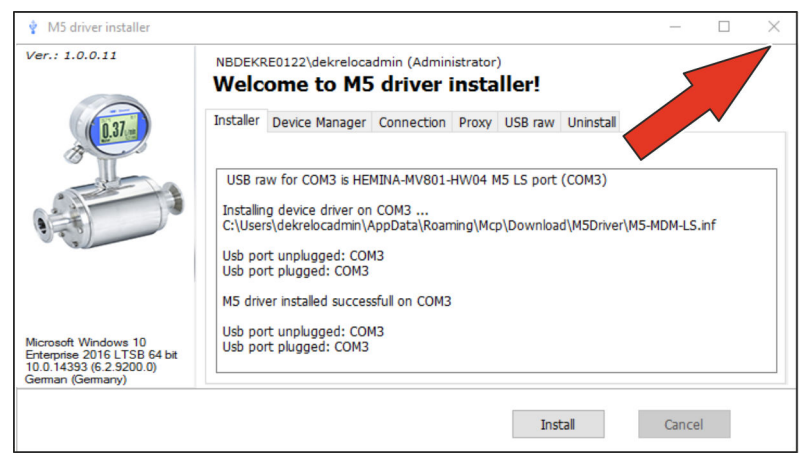 M5 driver installer
Ver.: 1.0.0.11
NBDEKRE0122\dekrelocadmin (Administrator)
Welcome to M5 driver installer!
Installer Device Manager Connection Proxy USB raw Uninstall
USB raw for COM3 is HEMINA-MV801-HW04 M5 LS port (COM3)
Installing device driver on COM3 ...
C:\Users\dekrelocadmin\AppData\Roaming\Mcp\Download\M5Driver\M5-MDM-LS.inf
Usb port unplugged: COM3
Usb port plugged: COM3
M5 driver installed successfull on COM3
Usb port unplugged: COM3
Usb port plugged: COM3
0.37
Microsoft Windows 10
Enterprise 2016 LTSB 64 bit
10.0.14393 (6.2.9200.0)
German (Germany)
Install Cancel